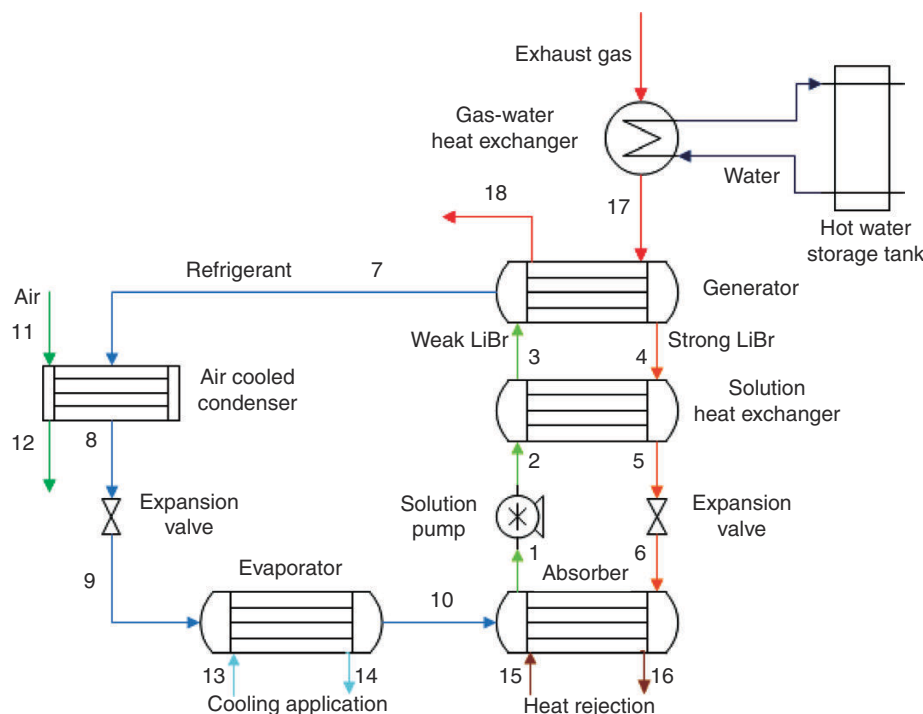 Exhaust gas
Gas-water
heat exchanger
Water
Hot water
storage tank
18
17
Refrigerant
7
Generator
Air
11
Weak LiBr
Strong LiBr
3
4
Air cooled
condenser
Solution
heat exchanger
12
8
2
5
Expansion
valve
Solution
pump
Expansion
valve
1
6
9
Evaporator
Absorber
10
13
14
15
16
Cooling application
Heat rejection